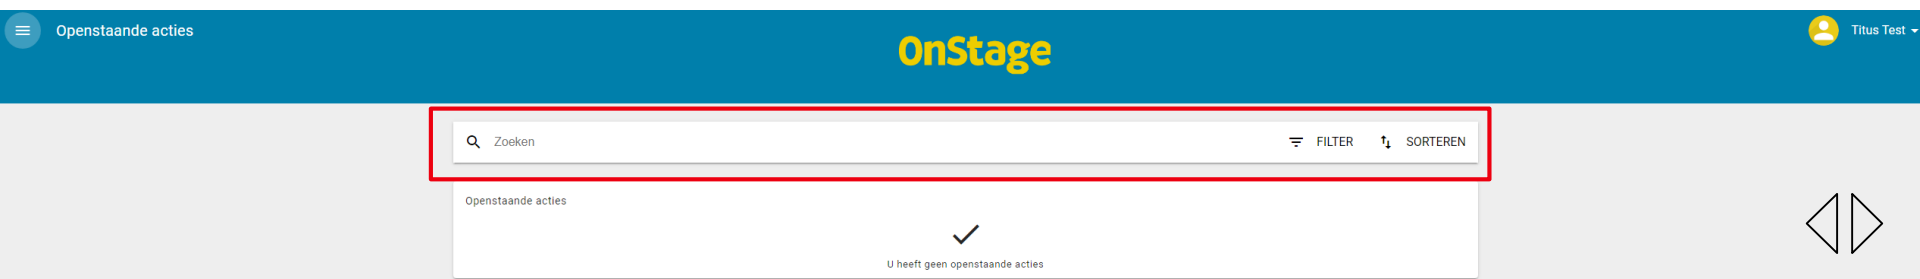 Openstaande acties
OnStage
Titus Test
Zoeken
FILTER
SORTEREN
Openstaande acties
U heeft geen openstaande acties